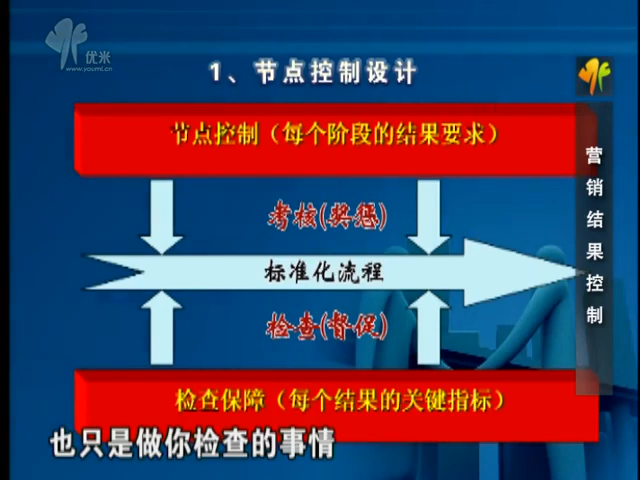 优米
www.youmi.cn
1、节点控制设计
节点控制（每个阶段的结果要求）
考核(奖惩)
标准化流程
检查(督促)
检查保障（每个结果的关键指标）
营销结果控制
也只是做你检查的事情